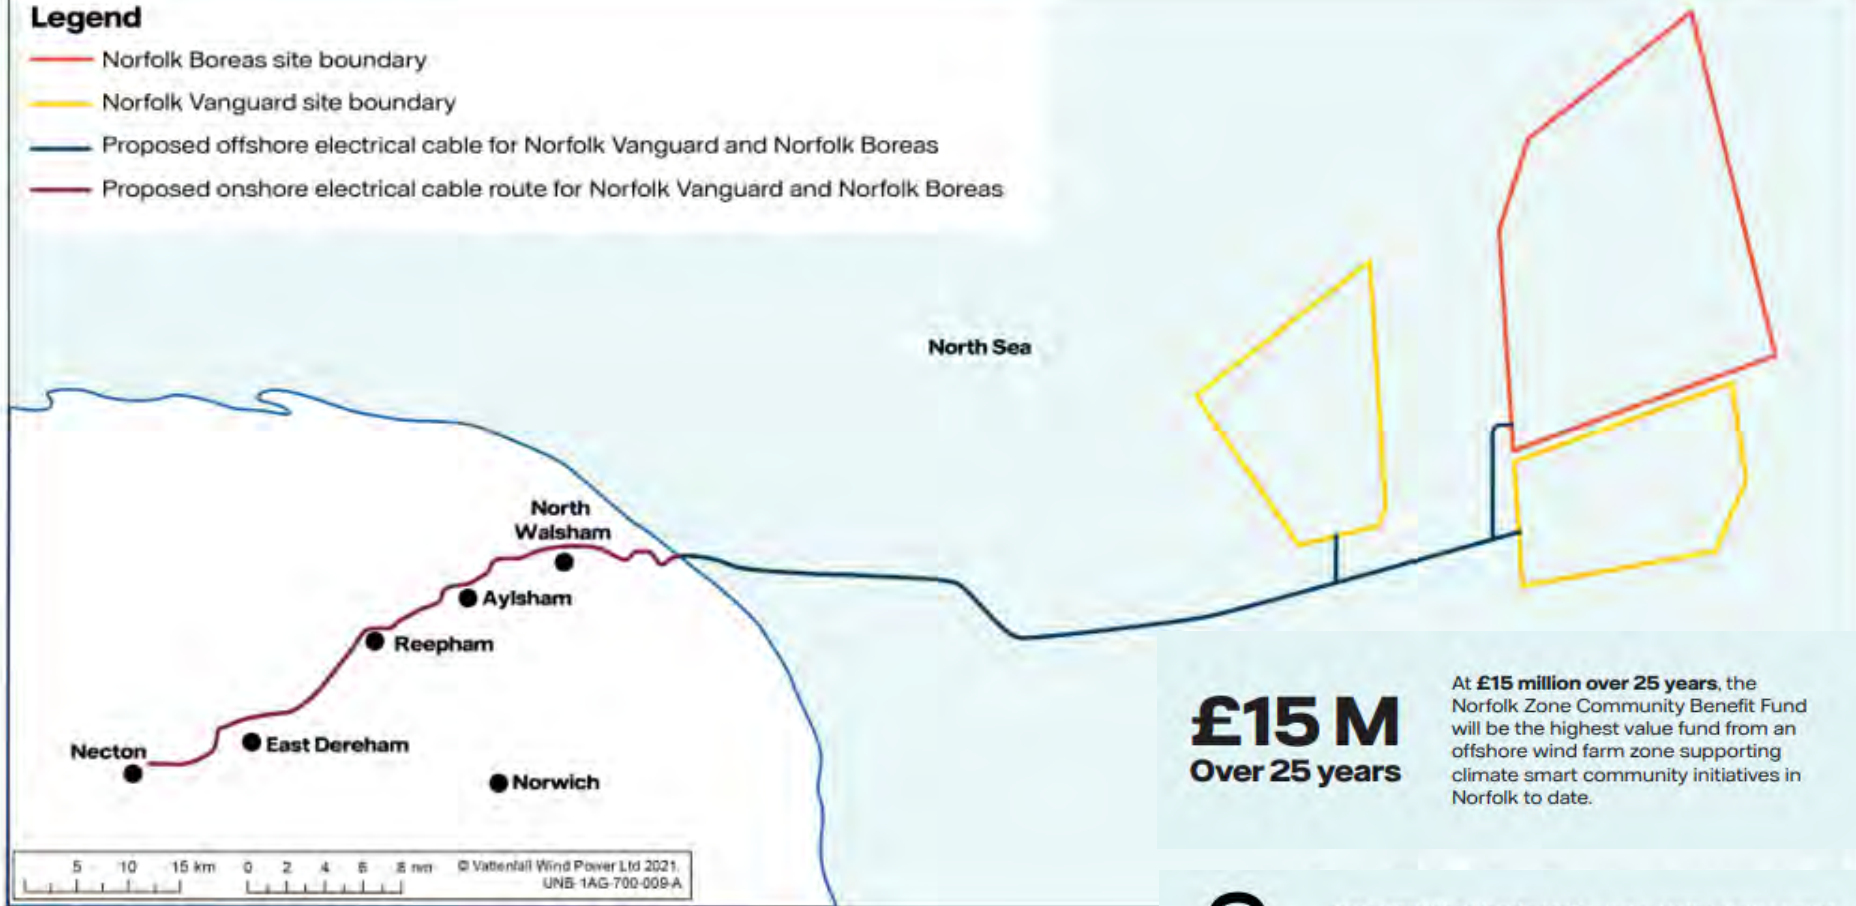 Legend
Norfolk Boreas site boundary
Norfolk Vanguard site boundary
Proposed offshore electrical cable for Norfolk Vanguard and Norfolk Boreas
Proposed onshore electrical cable route for Norfolk Vanguard and Norfolk Boreas
North Sea
North
Walsham
Aylsham
Reepham
East Dereham
Necton
Norwich
5 10 15 km 0 2 4 6 8 nm
© Vattenfall Wind Power Ltd 2021.
UNB-1AG-700-009-A
£15 M
Over 25 years
At £15 million over 25 years, the
Norfolk Zone Community Benefit Fund
will be the highest value fund from an
offshore wind farm zone supporting
climate smart community initiatives in
Norfolk to date.